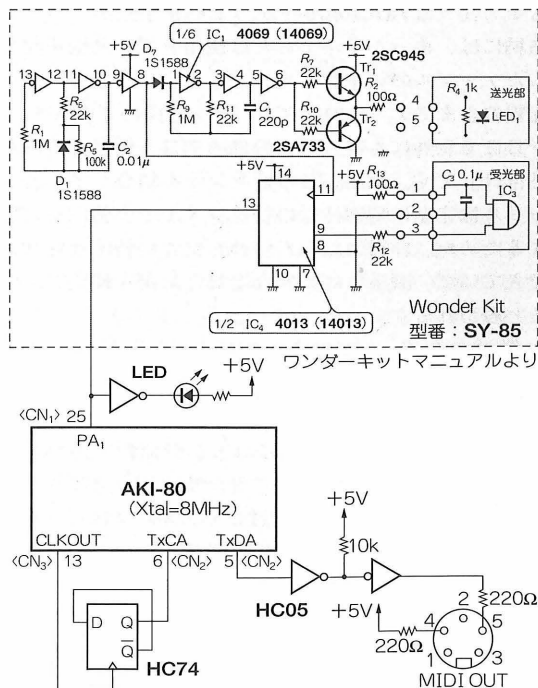 1/6 IC1 4069 (14069)
+5V D7
1S1588
13 12 11 10 9 8 1 2 3 4 5 6
R7
22k
2SC945
+5V
Tr1
R2
100Ω
R10
22k
Tr2
2SA733
4
5
R4 1k 送光部
LED1
R1
1M
22k
R5
100k
C2
0.01μ
D1
1S1588
R9
1M
R11
22k
C1
220p
+5V
14
11
13
+5V R13
100Ω
1
2
3
受光部
C3 0.1μ
IC3
9
8
R12
22k
10 7
1/2 IC4 4013 (14013)
Wonder Kit
型番：SY-85
ワンダーキットマニュアルより
LED
+5V
〈CN1〉 25
PA1
AKI-80
(Xtal=8MHz)
CLKOUT TxCA TxDA
〈CN3〉 13 6 〈CN2〉 5 〈CN2〉
+5V
10k
HC05
D Q
Q
HC74
+5V
220Ω
220Ω
4 2 5
1 3
MIDI OUT